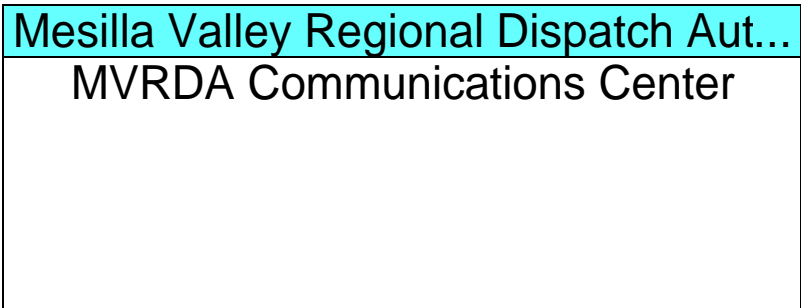 Mesilla Valley Regional Dispatch Aut...
MVRDA Communications Center